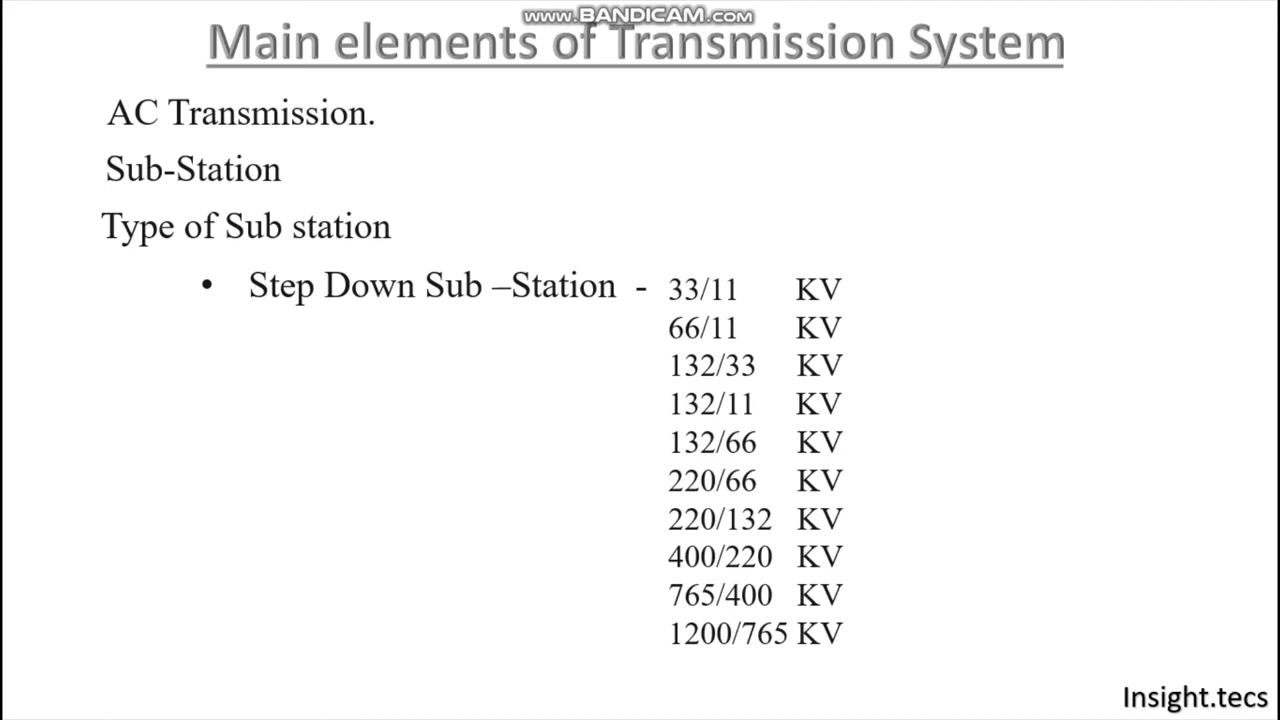 www.BANDICAM.com
Main elements of Transmission System
AC Transmission.
Sub-Station
Type of Sub station
• Step Down Sub –Station - 33/11 KV
66/11 KV
132/33 KV
132/11 KV
132/66 KV
220/66 KV
220/132 KV
400/220 KV
765/400 KV
1200/765 KV
Insight.tecs